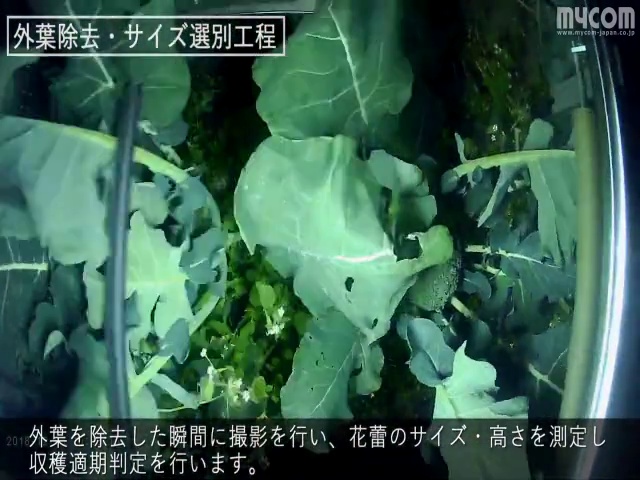 外葉除去・サイズ選別工程
mycom
www.mycom-japan.co.jp
2018
外葉を除去した瞬間に撮影を行い、花蕾のサイズ・高さを測定し
収穫適期判定を行います。